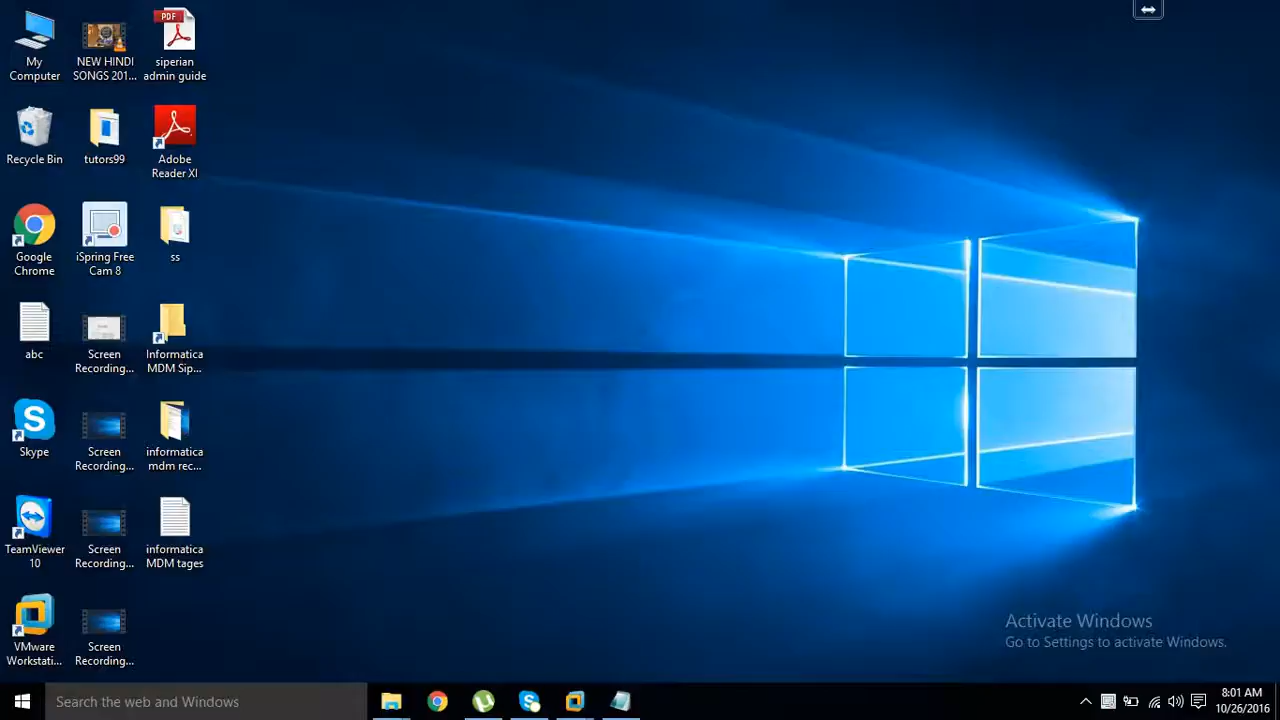 My
Computer
NEW HINDI
SONGS 201...
PDF
siperian
admin guide
Recycle Bin
tutors99
Adobe
Reader XI
Google
Chrome
iSpring Free
Cam 8
ss
abc
Screen
Recording...
Informatica
MDM Sip...
S
Skype
Screen
Recording...
informatica
mdm rec...
TeamViewer
10
Screen
Recording...
informatica
MDM tages
VMware
Workstati...
Screen
Recording...
Activate Windows
Go to Settings to activate Windows.
Search the web and Windows
8:01 AM
10/26/2016